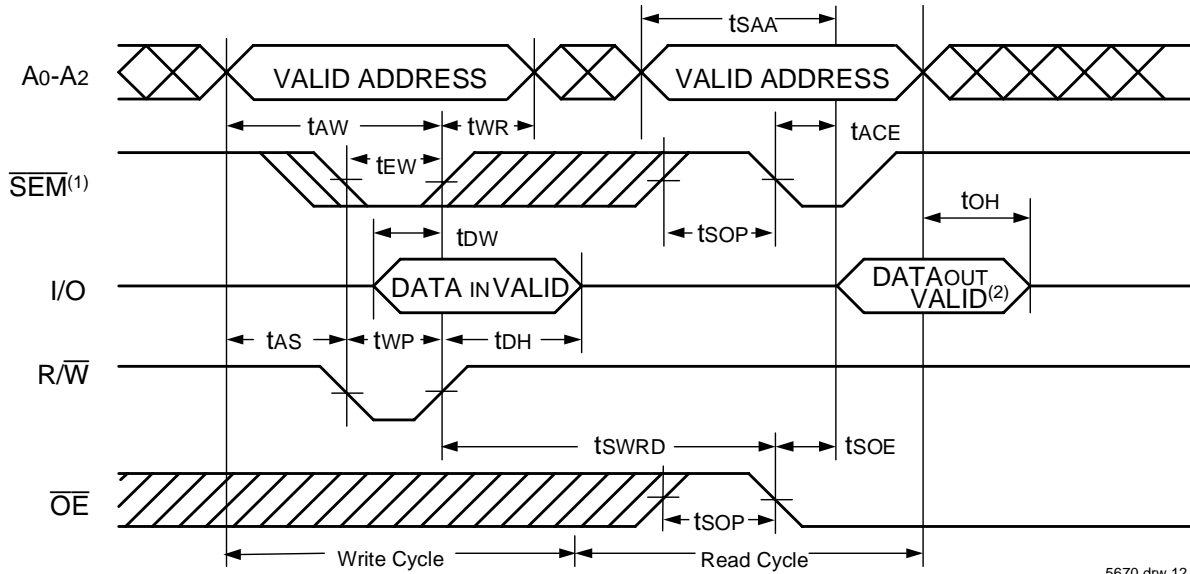 tSAA
A0-A2
VALID ADDRESS
VALID ADDRESS
tAW
tWR
tACE
tEW
SEM(1)
tOH
tSOP
tDW
I/O
DATA IN VALID
DATAOUT
VALID(2)
tAS
tWP
tDH
R/W
tSWRD
tSOE
OE
tSOP
Write Cycle
Read Cycle
5670 drw 12